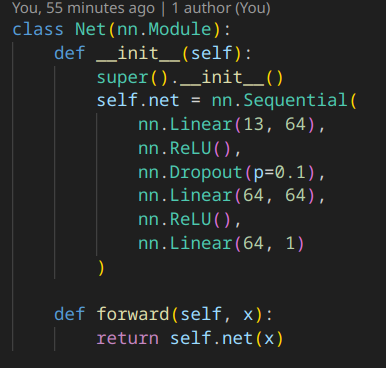 You, 55 minutes ago | 1 author (You)
class Net(nn.Module):
    def __init__(self):
        super().__init__()
        self.net = nn.Sequential(
            nn.Linear(13, 64),
            nn.ReLU(),
            nn.Dropout(p=0.1),
            nn.Linear(64, 64),
            nn.ReLU(),
            nn.Linear(64, 1)
        )

    def forward(self, x):
        return self.net(x)